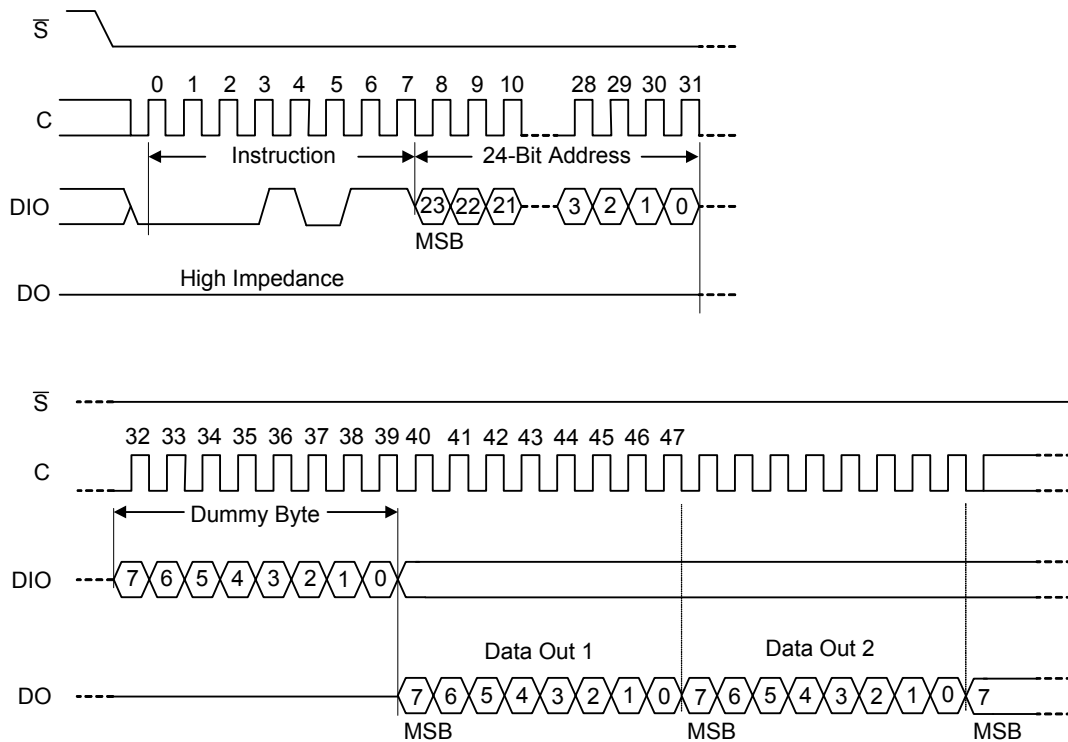 S̅
0 1 2 3 4 5 6 7 8 9 10 28 29 30 31
C
Instruction 24-Bit Address
DIO 23 22 21 3 2 1 0
MSB
High Impedance
DO
S̅
32 33 34 35 36 37 38 39 40 41 42 43 44 45 46 47
C
Dummy Byte
DIO 7 6 5 4 3 2 1 0
Data Out 1 Data Out 2
DO 7 6 5 4 3 2 1 0 7 6 5 4 3 2 1 0 7
MSB MSB MSB